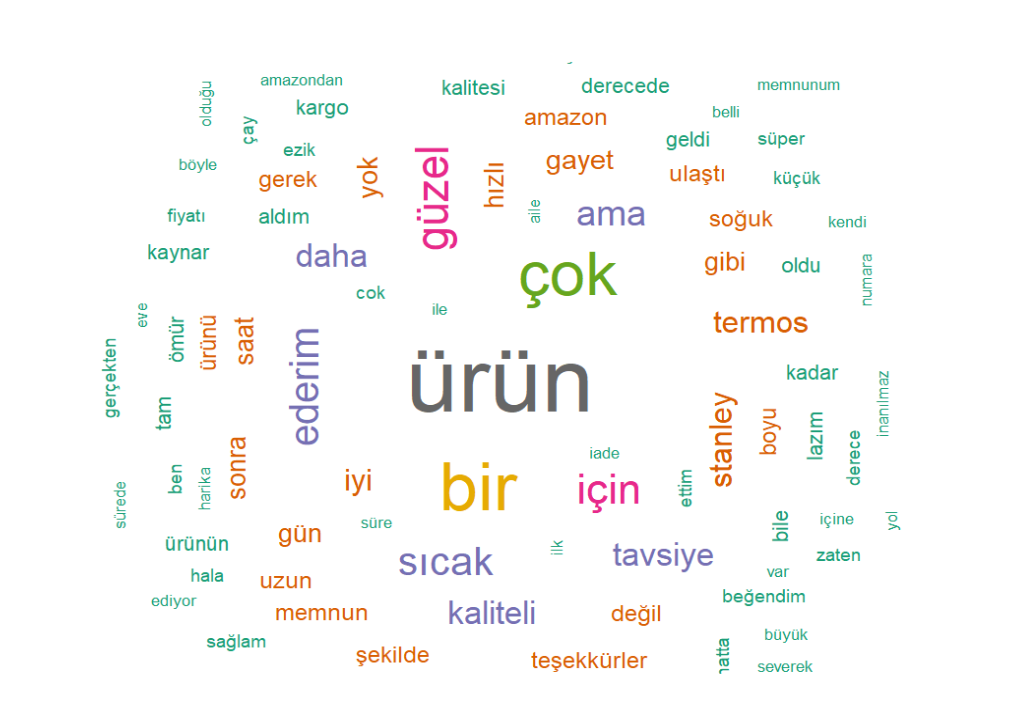 amazondan
kalitesi
derecede
memnunum
olduğu
kargo
amazon
belli
çay
ezik
geldi
süper
böyle
gerek
yok
güzel
hızlı
gayet
ulaştı
küçük
fiyatı
aldım
aile
ama
soğuk
kendi
kaynar
daha
çok
gibi
oldu
numara
cok
ile
eve
ömür
ürünü
saat
termos
gerçekten
ederim
ürün
kadar
inanılmaz
tam
stanley
boyu
lazım
derece
sonra
iade
ben
harika
iyi
bir
için
ettim
sürede
süre
bile
içine
yol
ürünün
gün
sıcak
ilk
tavsiye
zaten
hala
uzun
var
ediyor
memnun
kaliteli
değil
beğendim
sağlam
şekilde
teşekkürler
hatta
büyük
severek